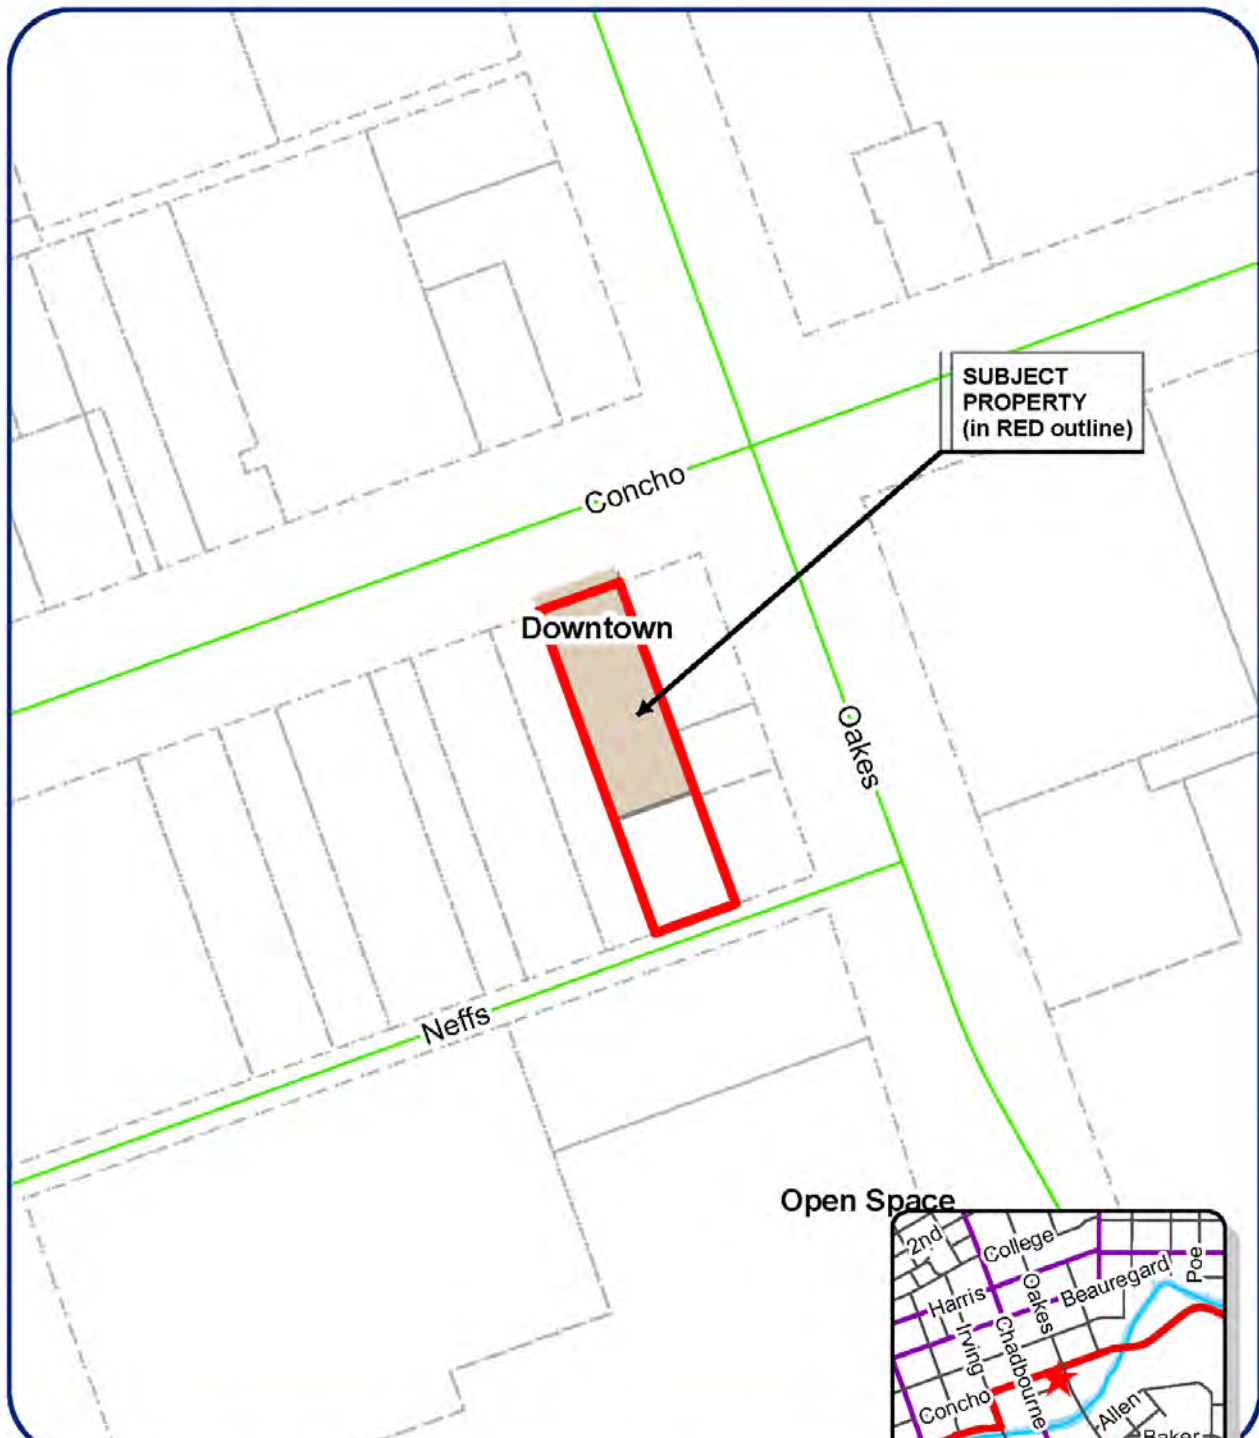 SUBJECT
PROPERTY
(in RED outline)
Concho
Downtown
Oakes
Neffs
Open Space
2nd
College
Poe
Harris
Oakes
Beauregard
Irving
Chadbourne
Concho
Allen
Baker